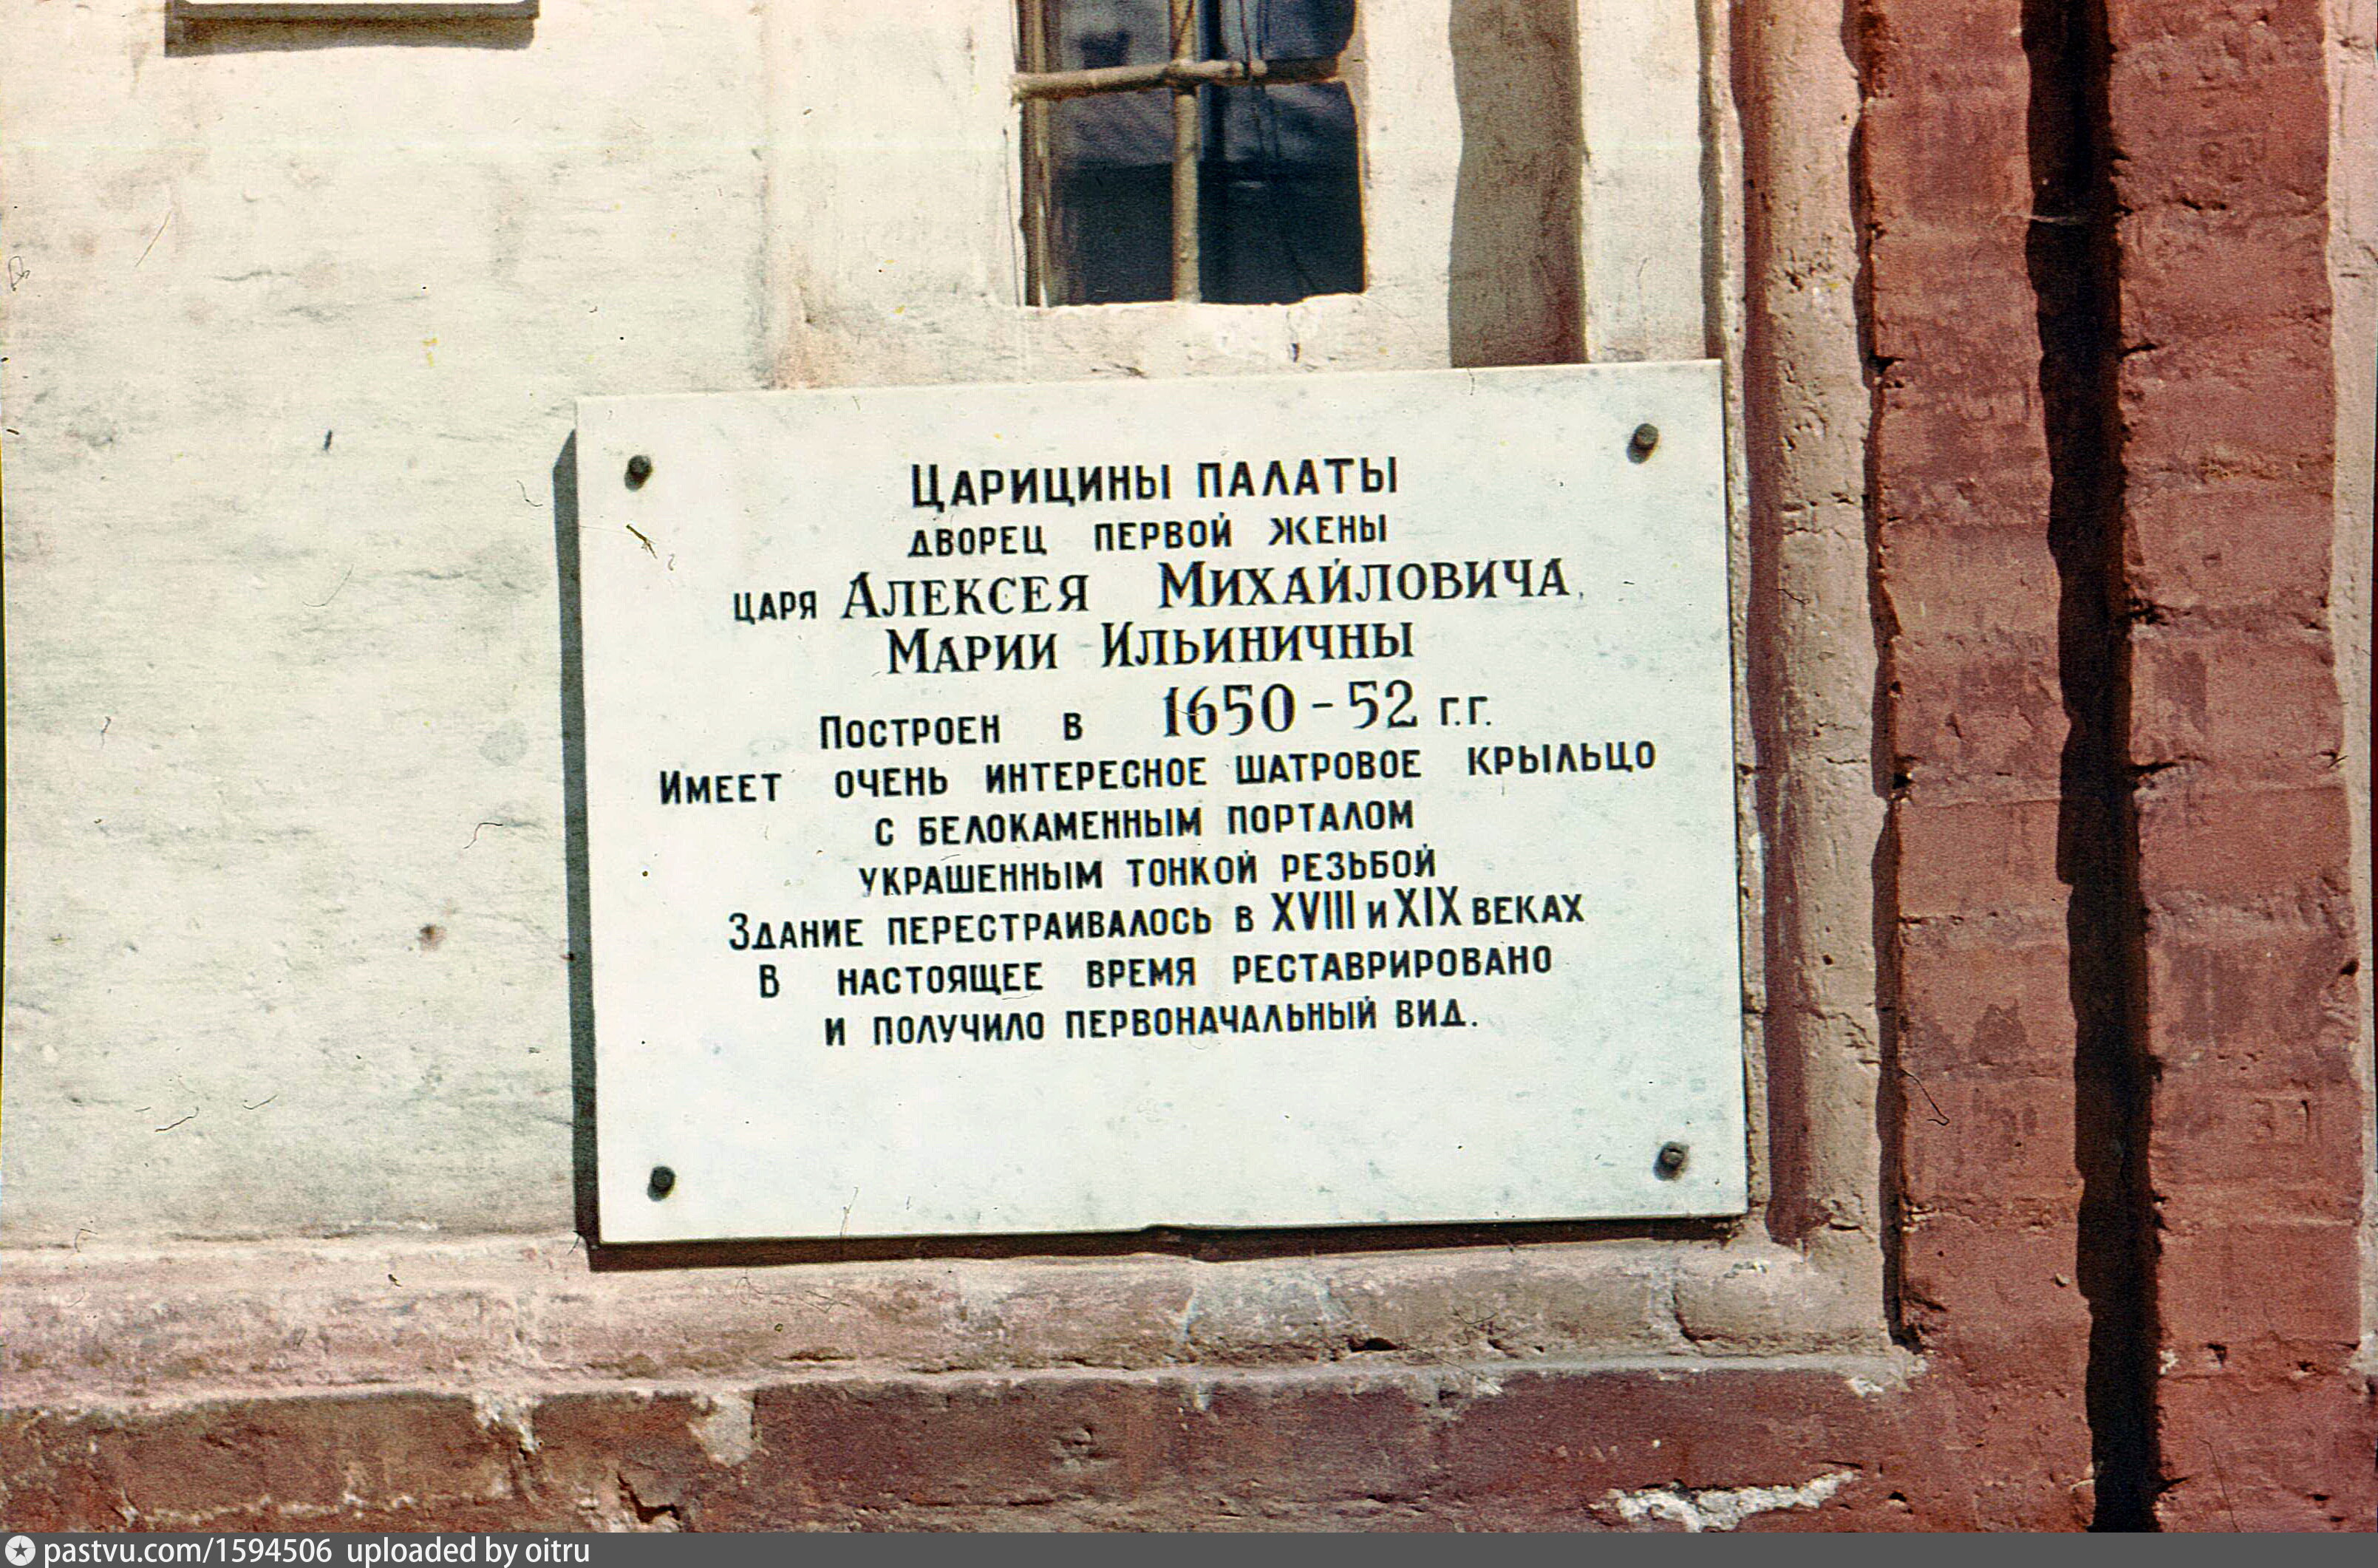 Царицины палаты
дворец первой жены
царя Алексея Михайловича,
Марии Ильиничны
Построен в 1650-52 г.г.
Имеет очень интересное шатровое крыльцо
с белокаменным порталом
украшенным тонкой резьбой
Здание перестраивалось в XVIII и XIX веках
В настоящее время реставрировано
и получило первоначальный вид.
pastvu.com/1594506 uploaded by oitru